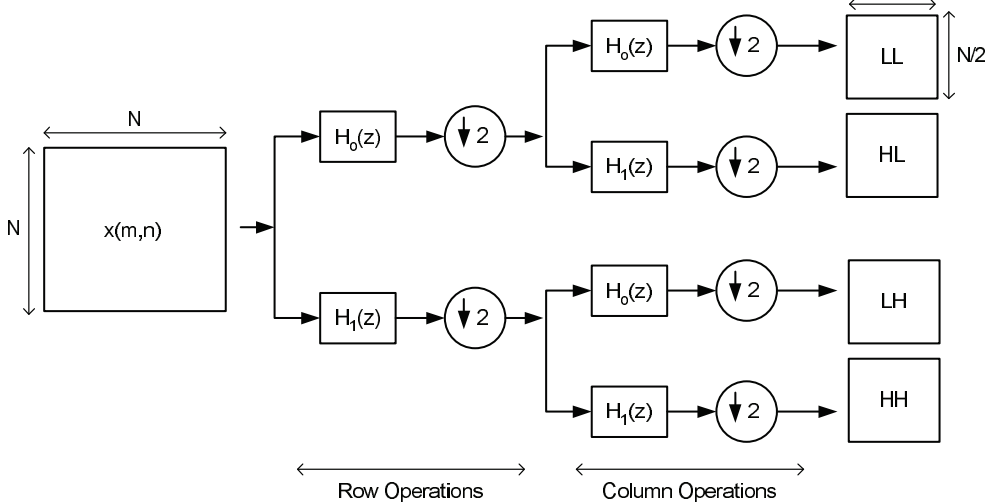 H₀(z)
2
LL
N/2
N
H₀(z)
2
H₁(z)
2
HL
N
x(m,n)
H₀(z)
2
LH
H₁(z)
2
H₁(z)
2
HH
Row Operations
Column Operations